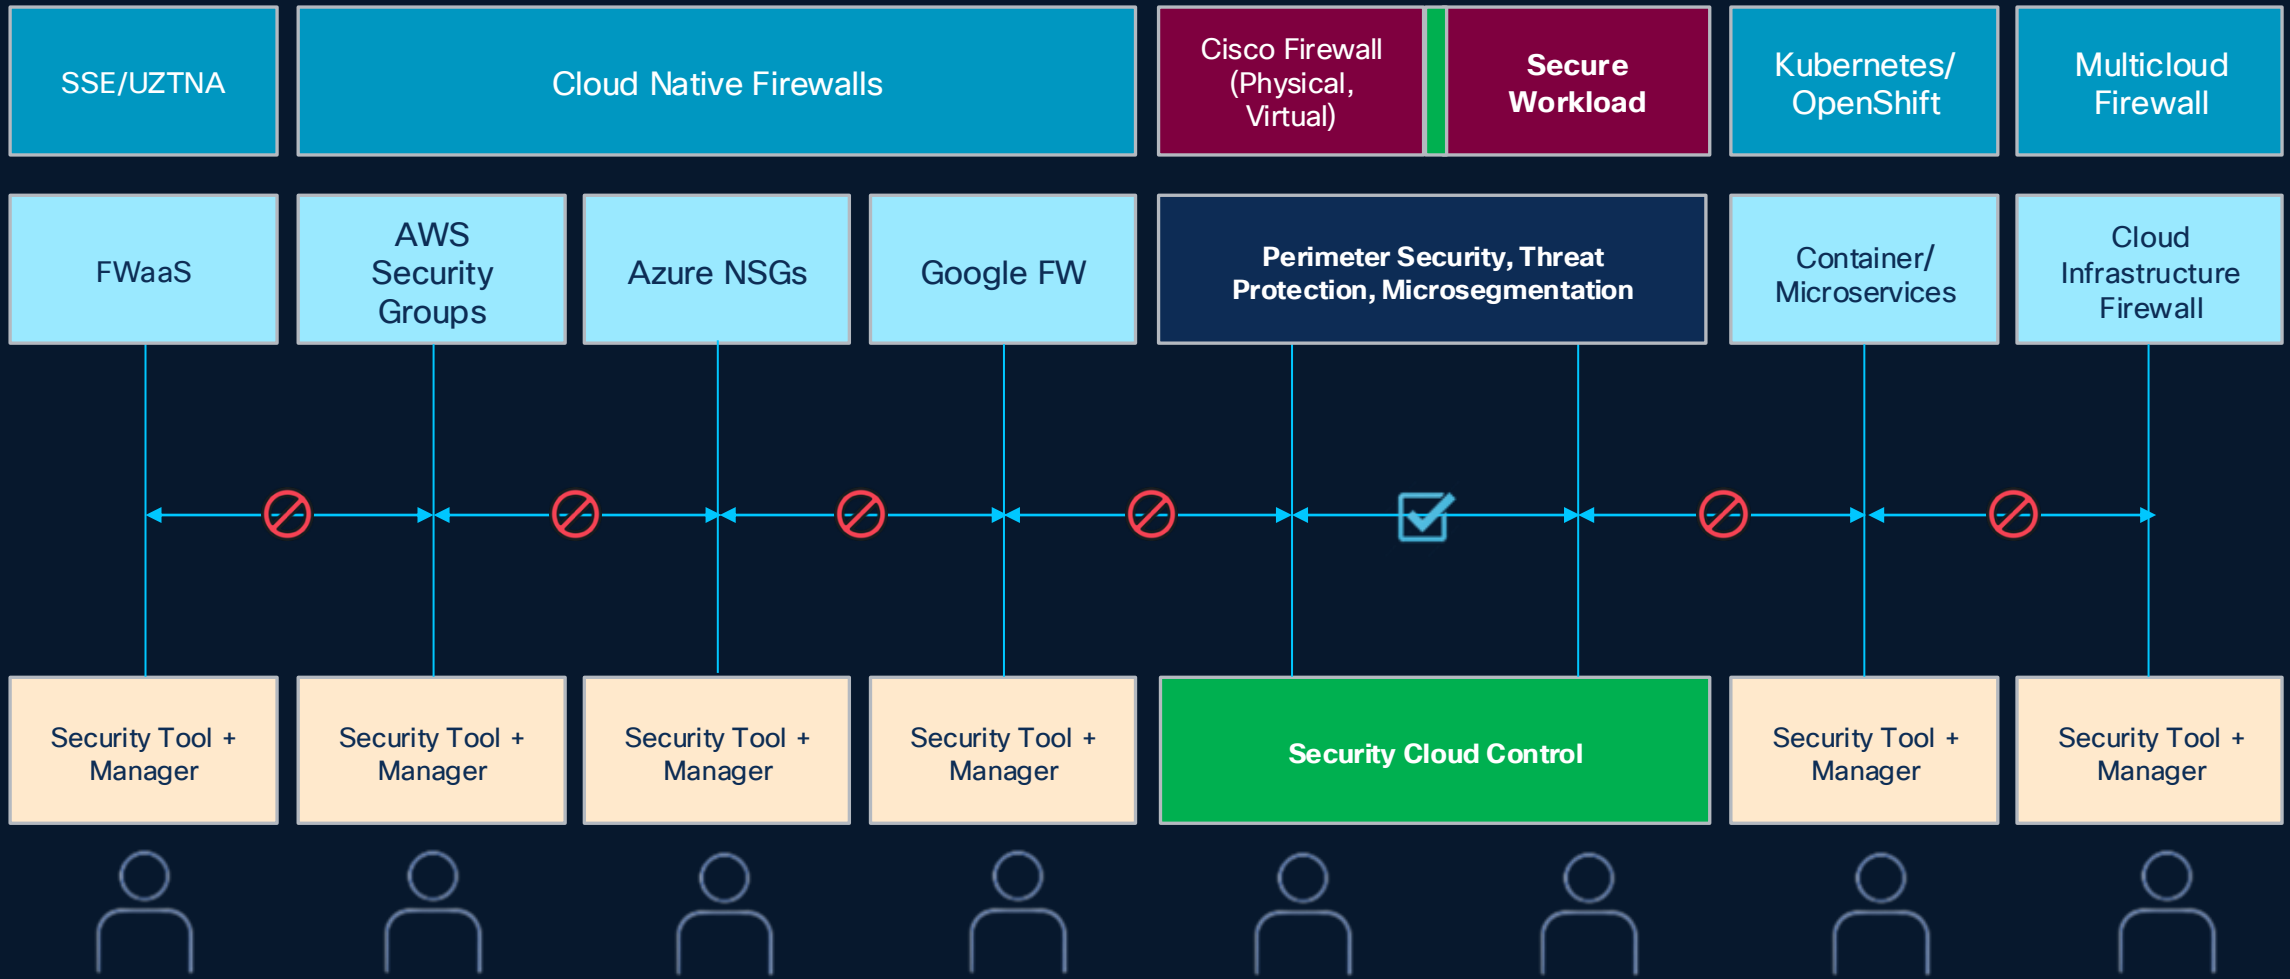 SSE/UZTNA
Cloud Native Firewalls
Cisco Firewall
(Physical,
Virtual)
Secure
Workload
Kubernetes/
OpenShift
Multicloud
Firewall
FWaaS
AWS
Security
Groups
Azure NSGs
Google FW
Perimeter Security, Threat
Protection, Microsegmentation
Container/
Microservices
Cloud
Infrastructure
Firewall
Security Tool +
Manager
Security Tool +
Manager
Security Tool +
Manager
Security Tool +
Manager
Security Cloud Control
Security Tool +
Manager
Security Tool +
Manager